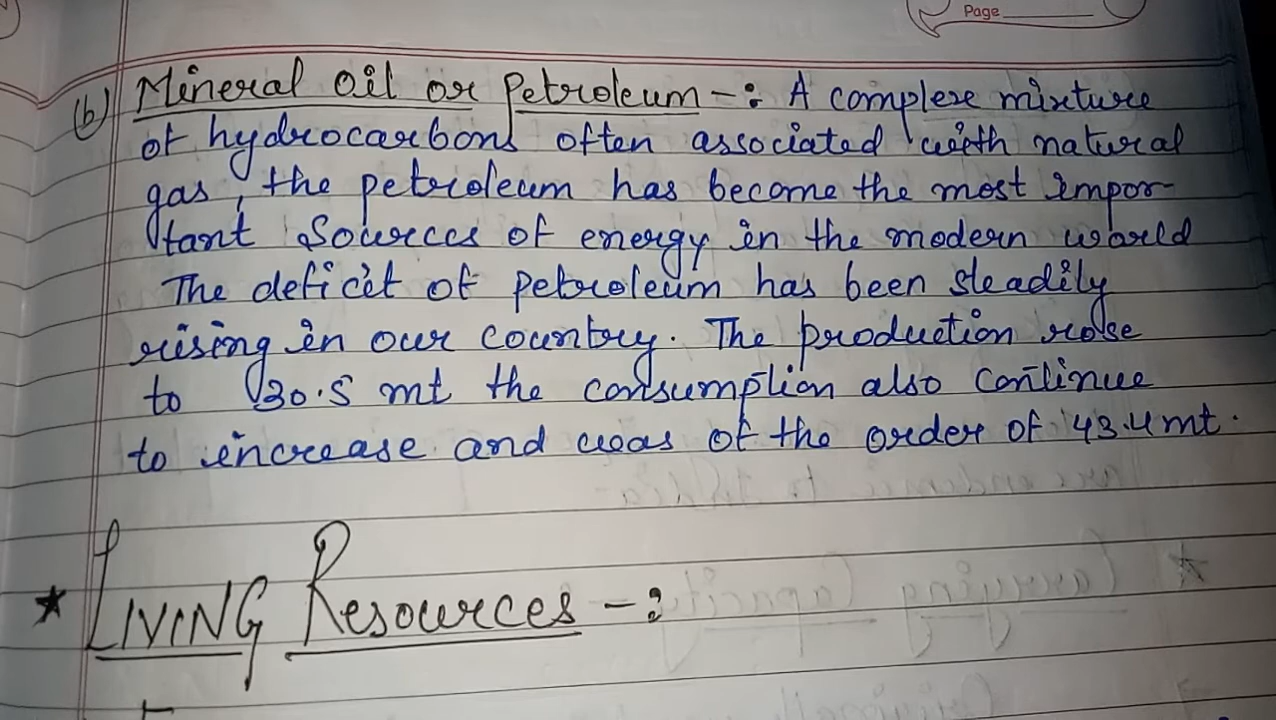 Page
(b) Mineral Oil or Petroleum -: A complex mixture
of hydrocarbons often associated with natural
gas, the petroleum has become the most impor-
tant Sources of energy in the modern world
The deficit of petroleum has been steadily
rising in our country. The production rose
to 30.5 mt the consumption also continue
to increase and was of the order of 43.4 mt.
★ LIVING Resources -: